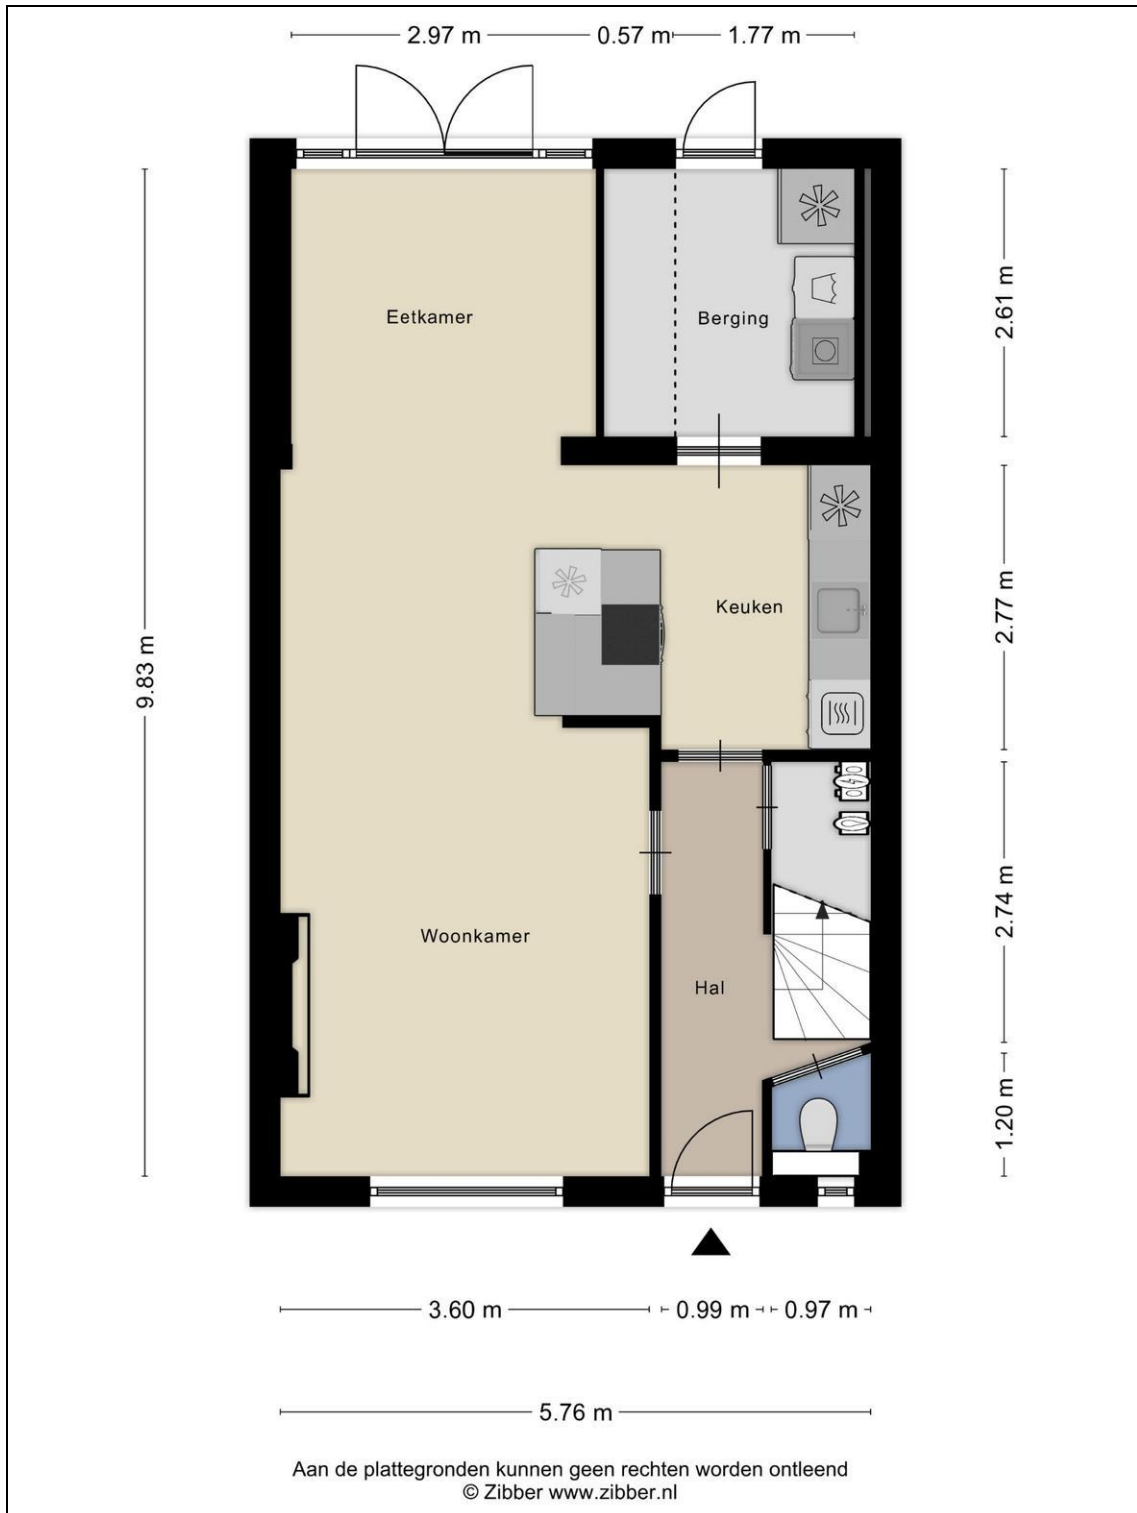 2.97 m 0.57 m 1.77 m
Eetkamer
Berging
2.61 m
Keuken
2.77 m
9.83 m
Woonkamer
2.74 m
Hal
1.20 m
3.60 m 0.99 m 0.97 m
5.76 m
Aan de plattegronden kunnen geen rechten worden ontleend
© Zibber www.zibber.nl